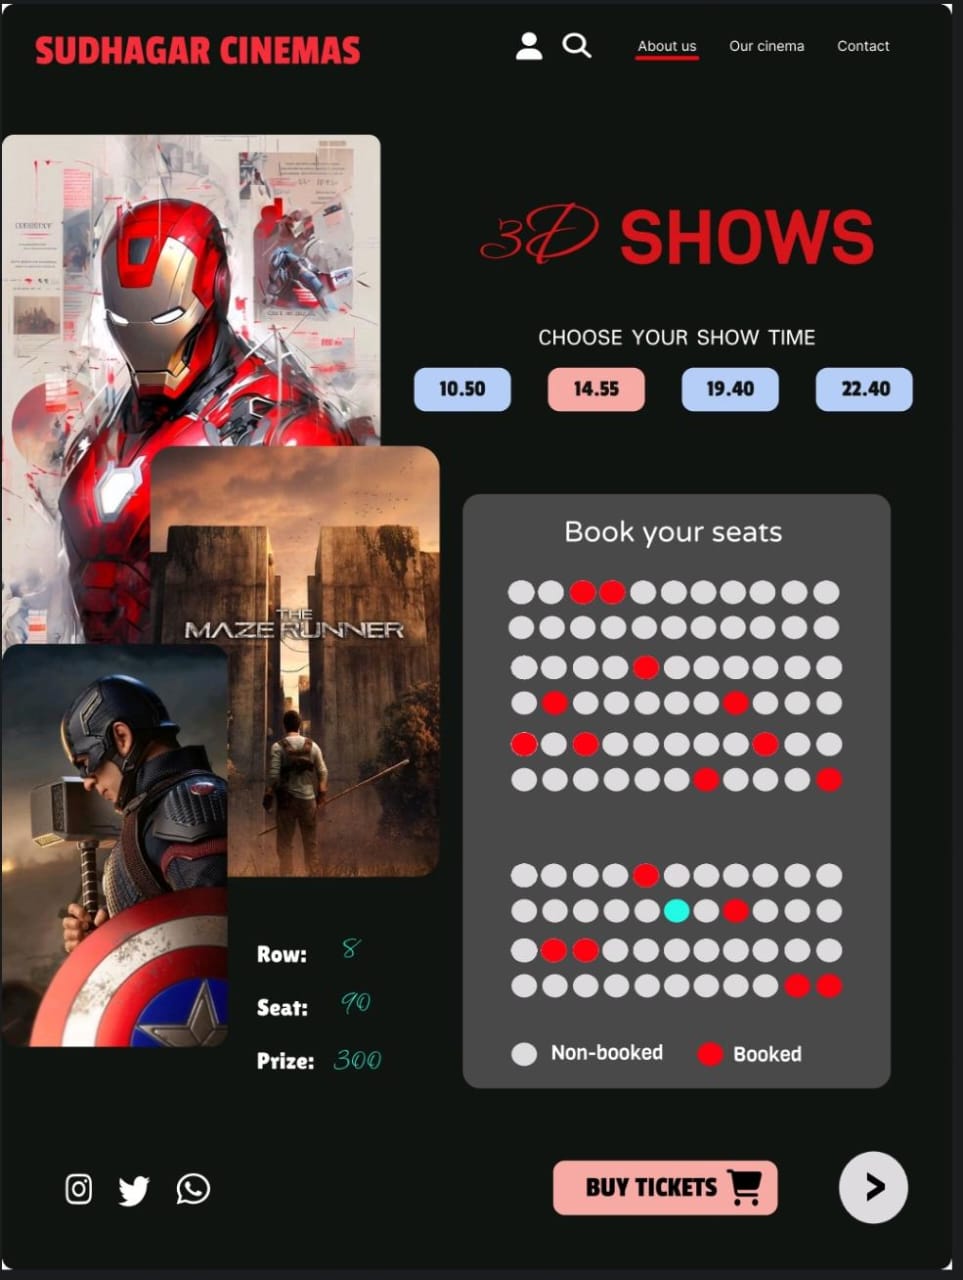 SUDHAGAR CINEMAS
About us
Our cinema
Contact
3D SHOWS
CHOOSE YOUR SHOW TIME
10.50
14.55
19.40
22.40
THE
MAZE RUNNER
Book your seats
Row: 8
Seat: 90
Prize: 300
Non-booked
Booked
BUY TICKETS
>